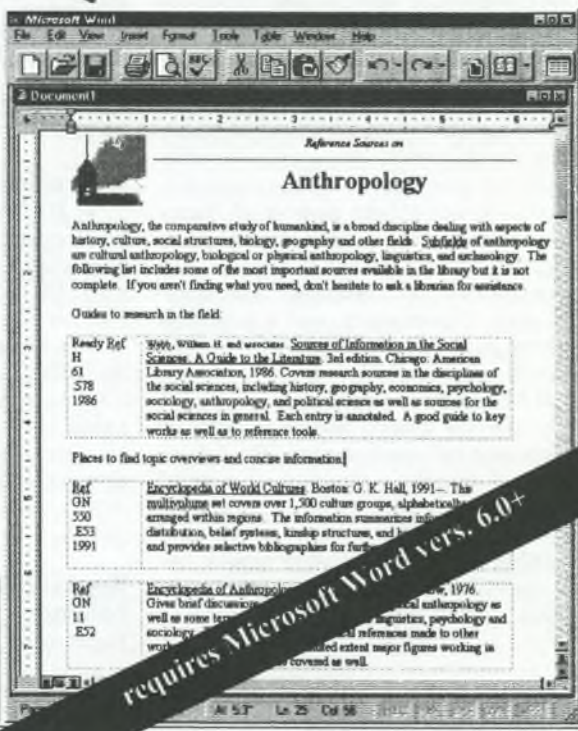 Microsoft Word
File Edit View Insert Format Tools Table Window Help
Document1
Reference Sources on
Anthropology
Anthropology, the comparative study of humankind, is a broad discipline dealing with aspects of
history, culture, social structures, biology, geography and other fields. Subfields of anthropology
are cultural anthropology, biological or physical anthropology, linguistics, and archaeology. The
following list includes some of the most important sources available in the library but it is not
complete. If you aren't finding what you need, don't hesitate to ask a librarian for assistance.
Guides to research in the field:
Ready Ref
H
61
.S78
1986
William H. and associates. Sources of Information in the Social
Sciences. A Guide to the Literature. 3rd edition. Chicago: American
Library Association, 1986. Covers research sources in the disciplines of
the social sciences, including history, geography, economics, psychology,
sociology, anthropology, and political science as well as sources for the
social sciences in general. Each entry is annotated. A good guide to key
works as well as to reference tools.
Places to find topic overviews and concise information:
Ref
GN
550
.E53
1991
Encyclopedia of World Cultures. Boston: G. K. Hall, 1991--. This
multivolume set covers over 1,500 culture groups, alphabetically
arranged within regions. The information summarizes
distribution, belief systems, kinship structures, and
and provides selective bibliographies for
Ref
GN
11
.E52
Encyclopedia of 1976.
Gives brief anthropology as
well as some linguistics, psychology and
sociology. references made to other
extent major figures working in
covered as well.
requires Microsoft Word vers. 6.0+
At 5.3" Ln 25 Col 56